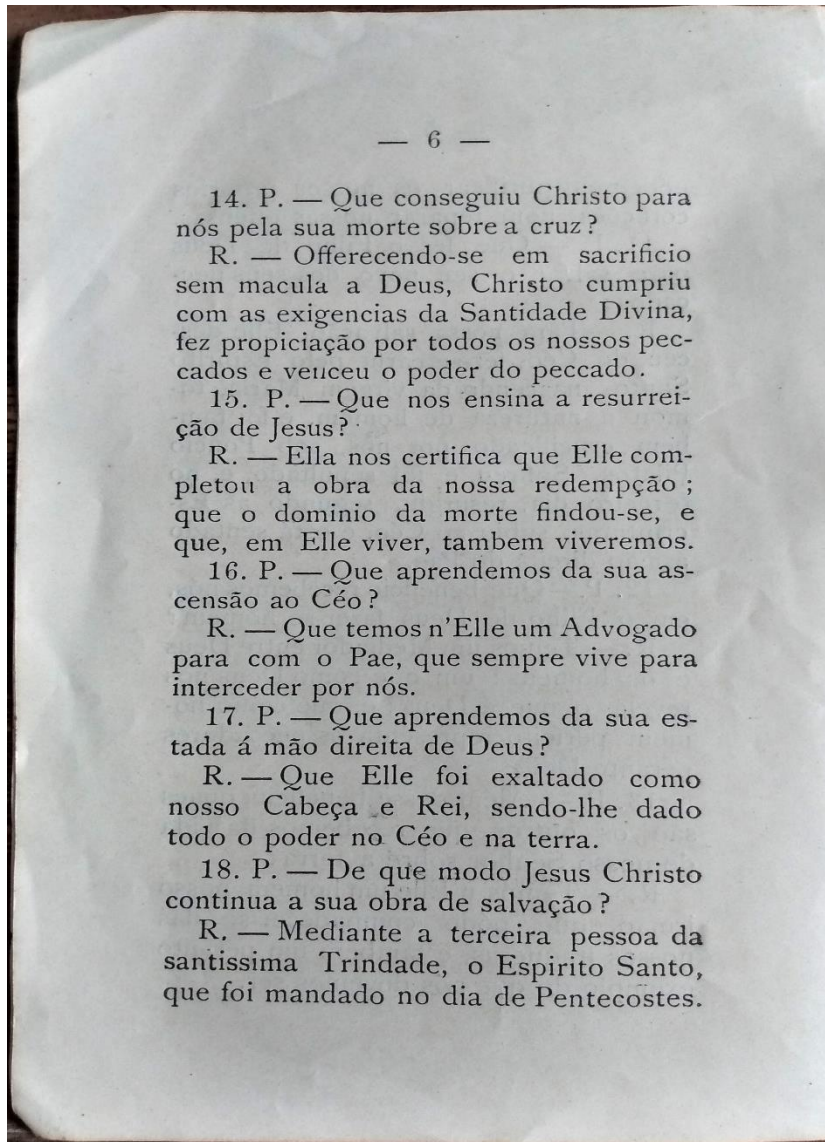 — 6 —
14. P. — Que conseguiu Christo para
nós pela sua morte sobre a cruz?
R. — Offerecendo-se em sacrificio
sem macula a Deus, Christo cumpriu
com as exigencias da Santidade Divina,
fez propiciação por todos os nossos pec-
cados e venceu o poder do peccado.
15. P. — Que nos ensina a resurrei-
ção de Jesus?
R. — Ella nos certifica que Elle com-
pletou a obra da nossa redempção;
que o dominio da morte findou-se, e
que, em Elle viver, tambem viveremos.
16. P. — Que aprendemos da sua as-
censão ao Céo?
R. — Que temos n'Elle um Advogado
para com o Pae, que sempre vive para
interceder por nós.
17. P. — Que aprendemos da sua es-
tada á mão direita de Deus?
R. — Que Elle foi exaltado como
nosso Cabeça e Rei, sendo-lhe dado
todo o poder no Céo e na terra.
18. P. — De que modo Jesus Christo
continua a sua obra de salvação?
R. — Mediante a terceira pessoa da
santissima Trindade, o Espirito Santo,
que foi mandado no dia de Pentecostes.